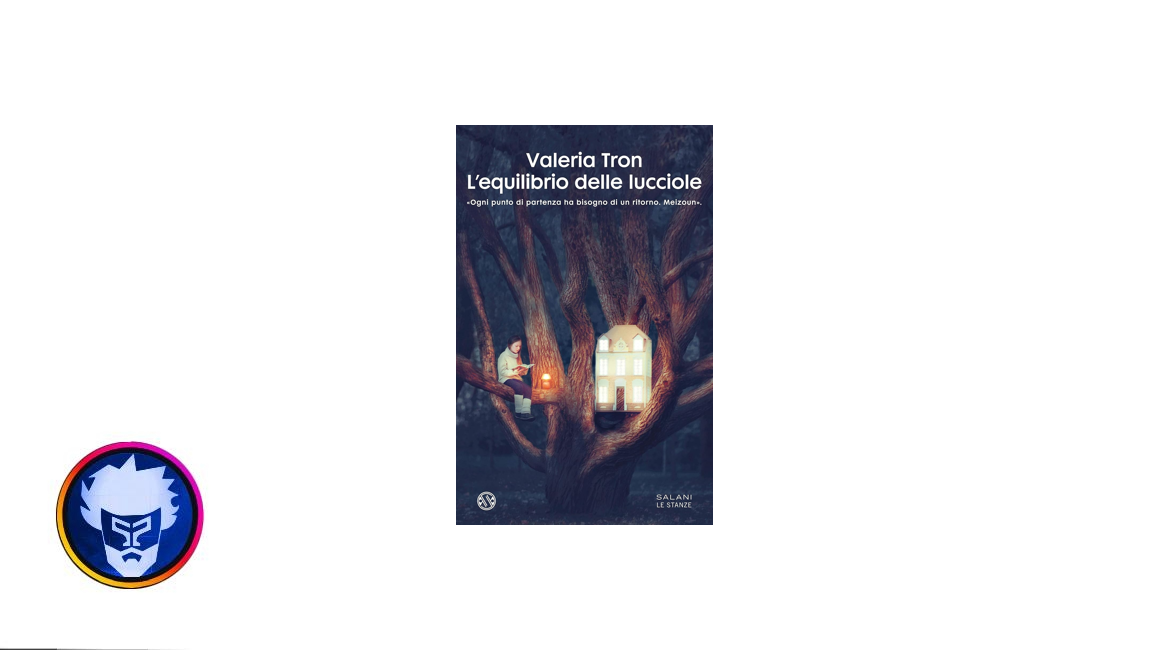 Valeria Tron
L'equilibrio delle lucciole
«Ogni punto di partenza ha bisogno di un ritorno. Meizoun».
SALANI
LE STANZE